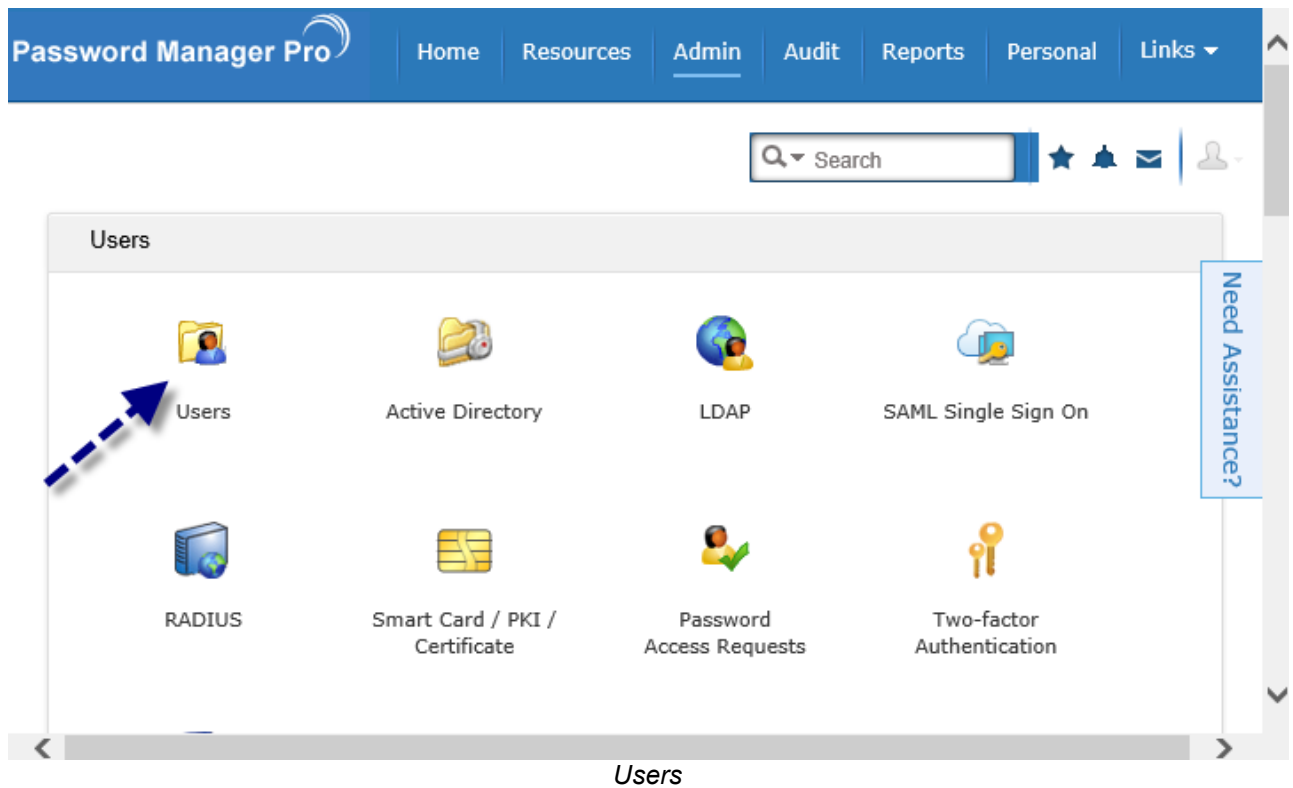 Password Manager Pro
Home Resources Admin Audit Reports Personal Links
Search
Users
Need Assistance?
Users Active Directory LDAP SAML Single Sign On
RADIUS Smart Card / PKI / Password Two-factor
Certificate Access Requests Authentication
Users